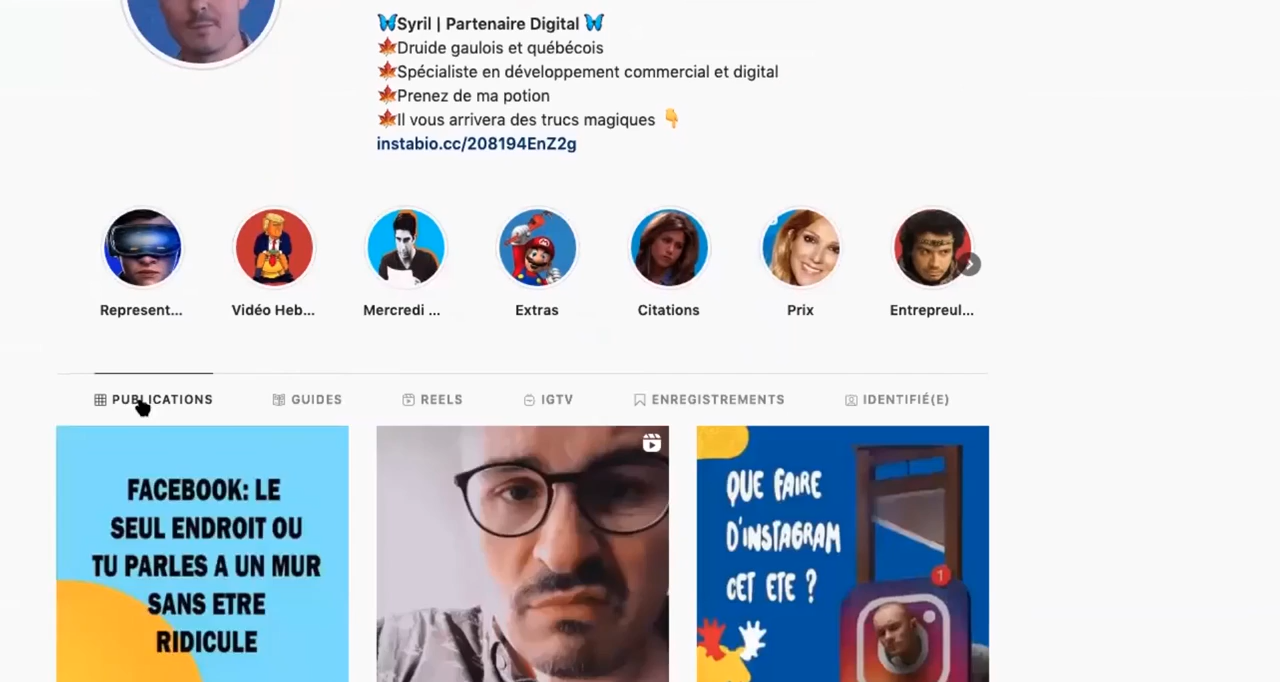 Syril | Partenaire Digital
Druide gaulois et québécois
Spécialiste en développement commercial et digital
Prenez de ma potion
Il vous arrivera des trucs magiques
instabio.cc/208194EnZ2g
Represent...
Vidéo Heb...
Mercredi ...
Extras
Citations
Prix
Entrepreul...
PUBLICATIONS
GUIDES
REELS
IGTV
ENREGISTREMENTS
IDENTIFIÉ(E)
FACEBOOK: LE
SEUL ENDROIT OU
TU PARLES A UN MUR
SANS ETRE
RIDICULE
QUE FAIRE
D'INSTAGRAM
CET ETE ?
1